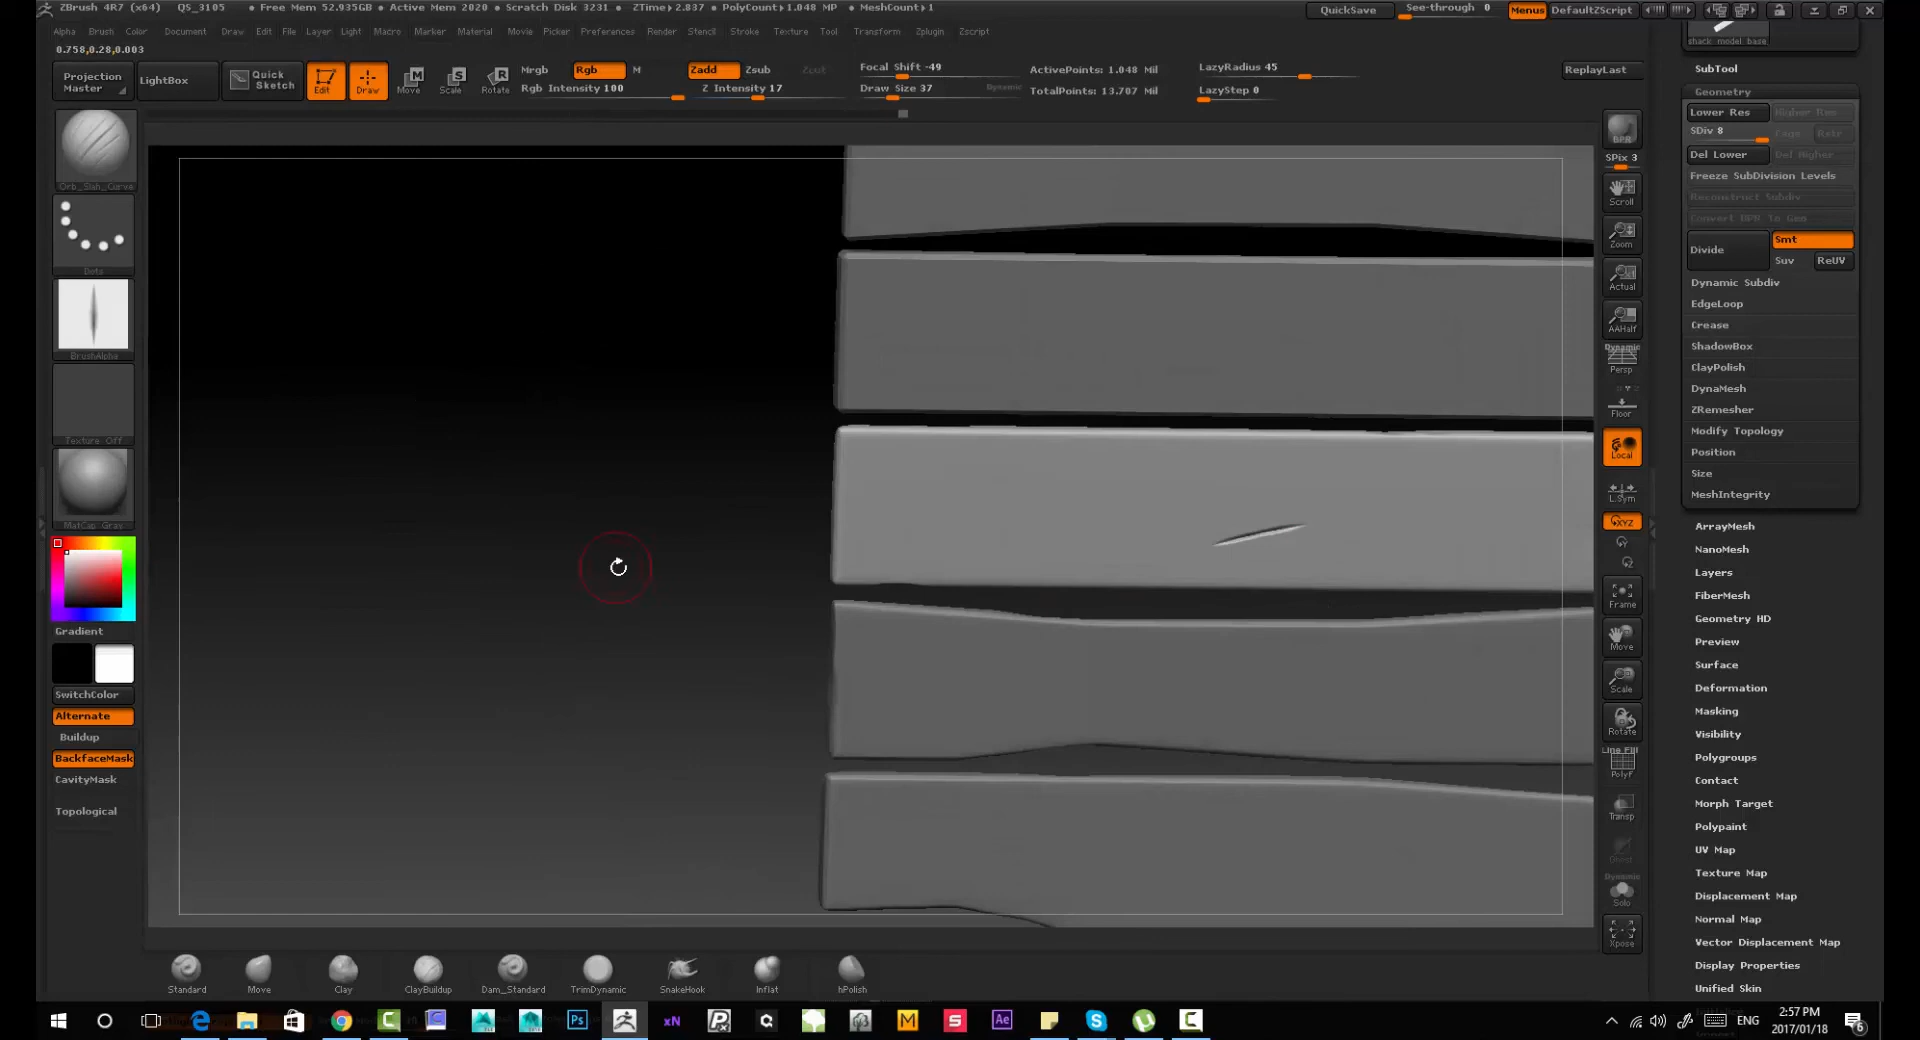 ZBrush 4R7 (x64) QS_3105 • Free Mem 52.935GB • Active Mem 2020 • Scratch Disk 3231 • ZTime▸2.837 • PolyCount▸1.048 MP • MeshCount▸1
QuickSave See-through 0 Menus DefaultZScript
Alpha Brush Color Document Draw Edit File Layer Light Macro Marker Material Movie Picker Preferences Render Stencil Stroke Texture Tool Transform Zplugin Zscript
0.758,0.28,0.003
Projection Master
LightBox
Quick Sketch
Edit
Draw
Move
Scale
Rotate
Mrgb Rgb M
Rgb Intensity 100
Zadd Zsub Zcut
Z Intensity 17
Focal Shift -49
Draw Size 37 Dynamic
ActivePoints: 1.048 Mil
TotalPoints: 13.707 Mil
LazyRadius 45
LazyStep 0
ReplayLast
Dots
BrushAlpha
Texture Off
MatCap Gray
Gradient
SwitchColor
Alternate
Buildup
BackfaceMask
CavityMask
Topological
BPR
SPix 3
Scroll
Zoom
Actual
AAHalf
Dynamic
Persp
Floor
Local
L.Sym
XYZ
Frame
Move
Scale
Rotate
Line Fill
PolyF
Transp
Ghost
Dynamic
Solo
Xpose
shack_model_base
SubTool
Geometry
Lower Res Higher Res
SDiv 8 Cage Rstr
Del Lower Del Higher
Freeze SubDivision Levels
Reconstruct Subdiv
Convert BPR To Geo
Divide Smt
Suv ReUV
Dynamic Subdiv
EdgeLoop
Crease
ShadowBox
ClayPolish
DynaMesh
ZRemesher
Modify Topology
Position
Size
MeshIntegrity
ArrayMesh
NanoMesh
Layers
FiberMesh
Geometry HD
Preview
Surface
Deformation
Masking
Visibility
Polygroups
Contact
Morph Target
Polypaint
UV Map
Texture Map
Displacement Map
Normal Map
Vector Displacement Map
Display Properties
Unified Skin
Standard Move Clay ClayBuildup Dam_Standard TrimDynamic SnakeHook Inflat hPolish
ENG
2:57 PM
2017/01/18
6